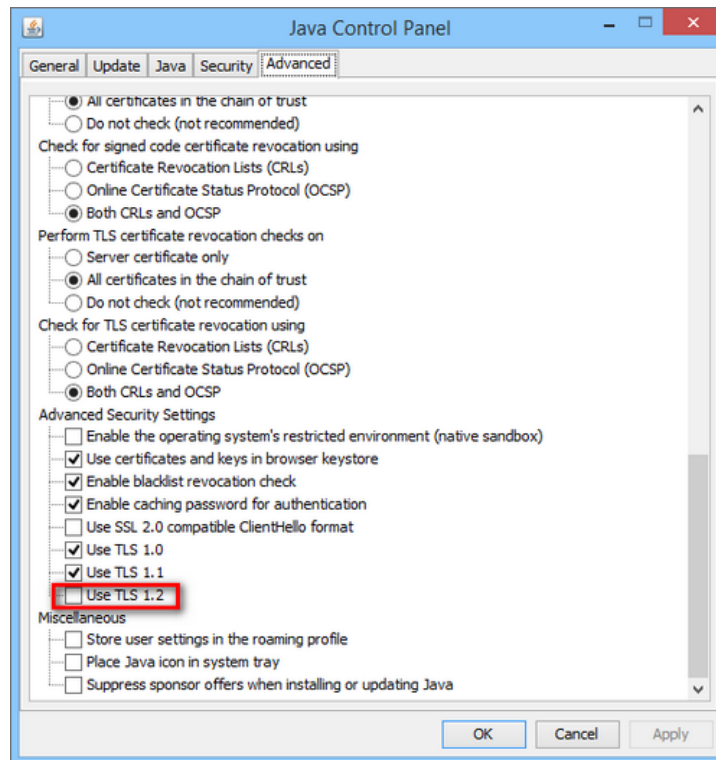 Java Control Panel
General Update Java Security Advanced
All certificates in the chain of trust
Do not check (not recommended)
Check for signed code certificate revocation using
Certificate Revocation Lists (CRLs)
Online Certificate Status Protocol (OCSP)
Both CRLs and OCSP
Perform TLS certificate revocation checks on
Server certificate only
All certificates in the chain of trust
Do not check (not recommended)
Check for TLS certificate revocation using
Certificate Revocation Lists (CRLs)
Online Certificate Status Protocol (OCSP)
Both CRLs and OCSP
Advanced Security Settings
Enable the operating system's restricted environment (native sandbox)
Use certificates and keys in browser keystore
Enable blacklist revocation check
Enable caching password for authentication
Use SSL 2.0 compatible ClientHello format
Use TLS 1.0
Use TLS 1.1
Use TLS 1.2
Miscellaneous
Store user settings in the roaming profile
Place Java icon in system tray
Suppress sponsor offers when installing or updating Java
OK Cancel Apply